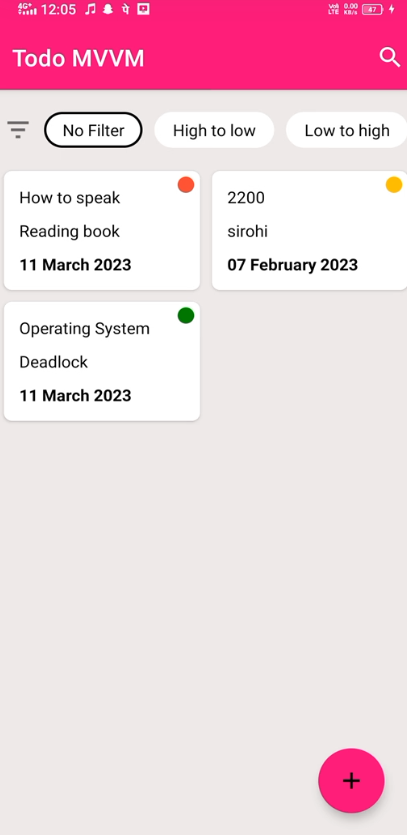 4G+ 12:05 VoI LTE 0.00 KB/s 47
Todo MVVM
No Filter High to low Low to high
How to speak
Reading book
11 March 2023
2200
sirohi
07 February 2023
Operating System
Deadlock
11 March 2023
+